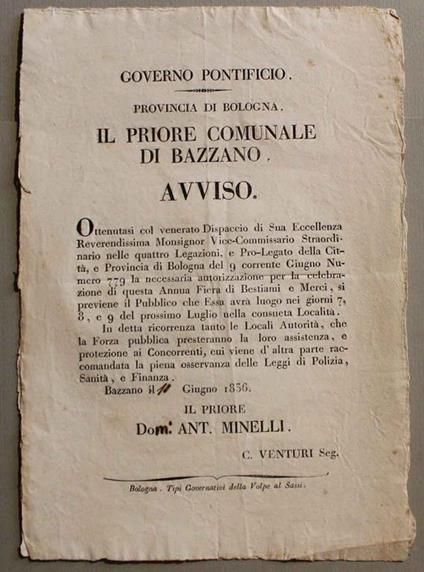 GOVERNO PONTIFICIO.
PROVINCIA DI BOLOGNA.
IL PRIORE COMUNALE
DI BAZZANO.
AVVISO.
Ottenutasi col venerato Dispaccio di Sua Eccellenza
Reverendissima Monsignor Vice-Commissario Straordi-
nario nelle quattro Legazioni, e Pro-Legato della Cit-
tà, e Provincia di Bologna del 9 corrente Giugno Nu-
mero 779 la necessaria autorizzazione per la celebra-
zione di questa Annua Fiera di Bestiami e Merci, si
previene il Pubblico che Essa avrà luogo nei giorni 7,
8, e 9 del prossimo Luglio nella consueta Località.
In detta ricorrenza tanto le Locali Autorità, che
la Forza pubblica presteranno la loro assistenza, e
protezione ai Concorrenti, cui viene d'altra parte rac-
comandata la piena osservanza delle Leggi di Polizia,
Sanità, e Finanza.
Bazzano il 11 Giugno 1836.
IL PRIORE
Dom. ANT. MINELLI.
C. VENTURI Seg.
Bologna. Tipi Governativi della Volpe al Sassi.